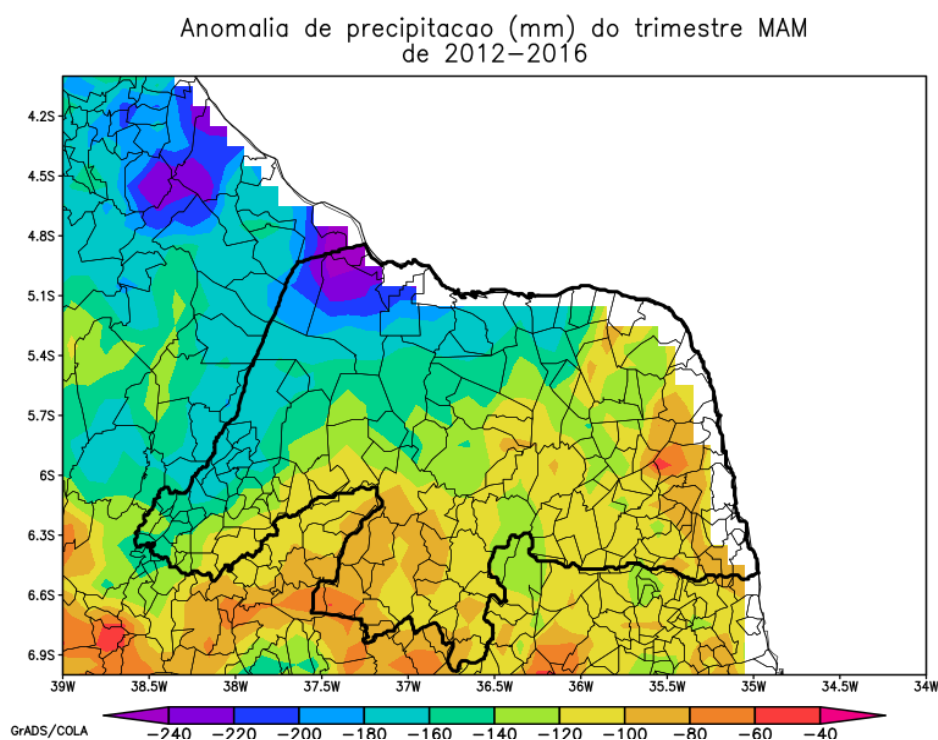 Anomalia de precipitacao (mm) do trimestre MAM
de 2012−2016
4.2S
4.5S
4.8S
5.1S
5.4S
5.7S
6S
6.3S
6.6S
6.9S
39W 38.5W 38W 37.5W 37W 36.5W 36W 35.5W 35W 34.5W 34W
GrADS/COLA −240 −220 −200 −180 −160 −140 −120 −100 −80 −60 −40